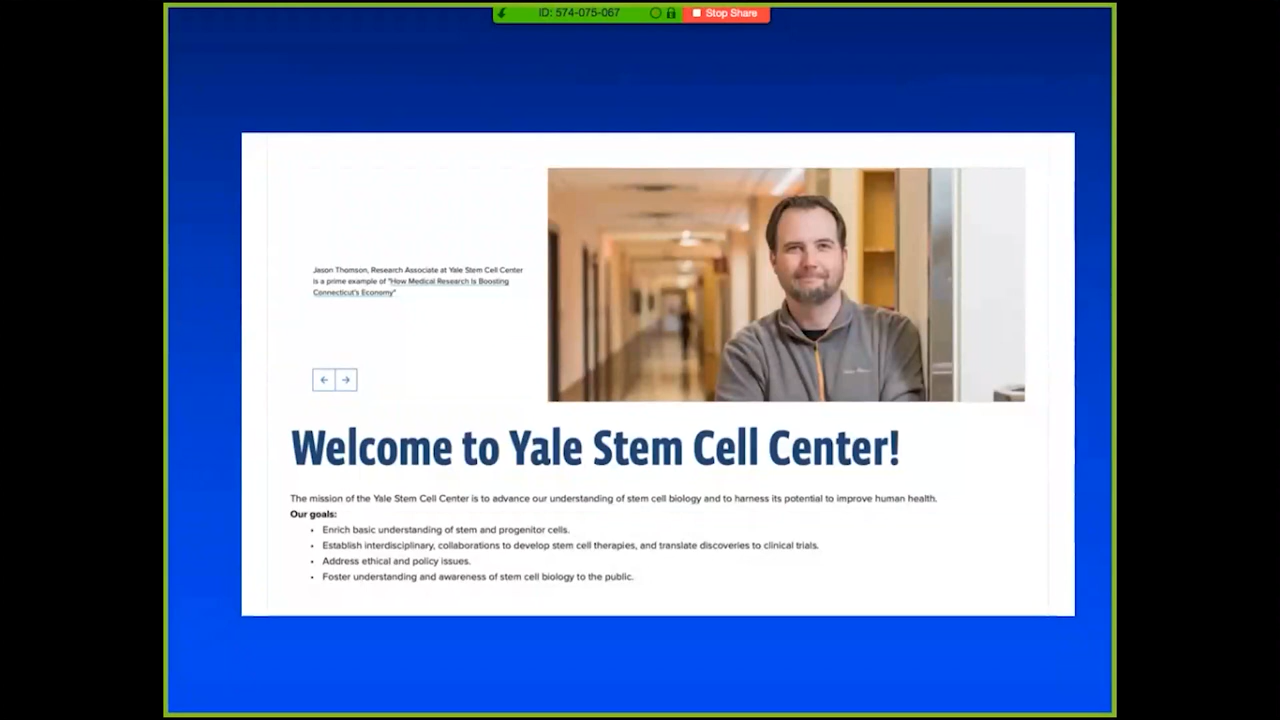 ID: 574-075-067
Stop Share
Jason Thomson, Research Associate at Yale Stem Cell Center
is a prime example of "How Medical Research Is Boosting
Connecticut's Economy"
Welcome to Yale Stem Cell Center!
The mission of the Yale Stem Cell Center is to advance our understanding of stem cell biology and to harness its potential to improve human health.
Our goals:
• Enrich basic understanding of stem and progenitor cells.
• Establish interdisciplinary, collaborations to develop stem cell therapies, and translate discoveries to clinical trials.
• Address ethical and policy issues.
• Foster understanding and awareness of stem cell biology to the public.